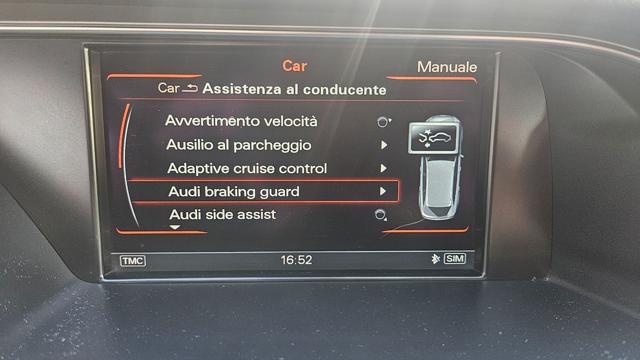 Car
Manuale
Car Assistenza al conducente
Avvertimento velocità
Ausilio al parcheggio
Adaptive cruise control
Audi braking guard
Audi side assist
TMC 16:52 SIM